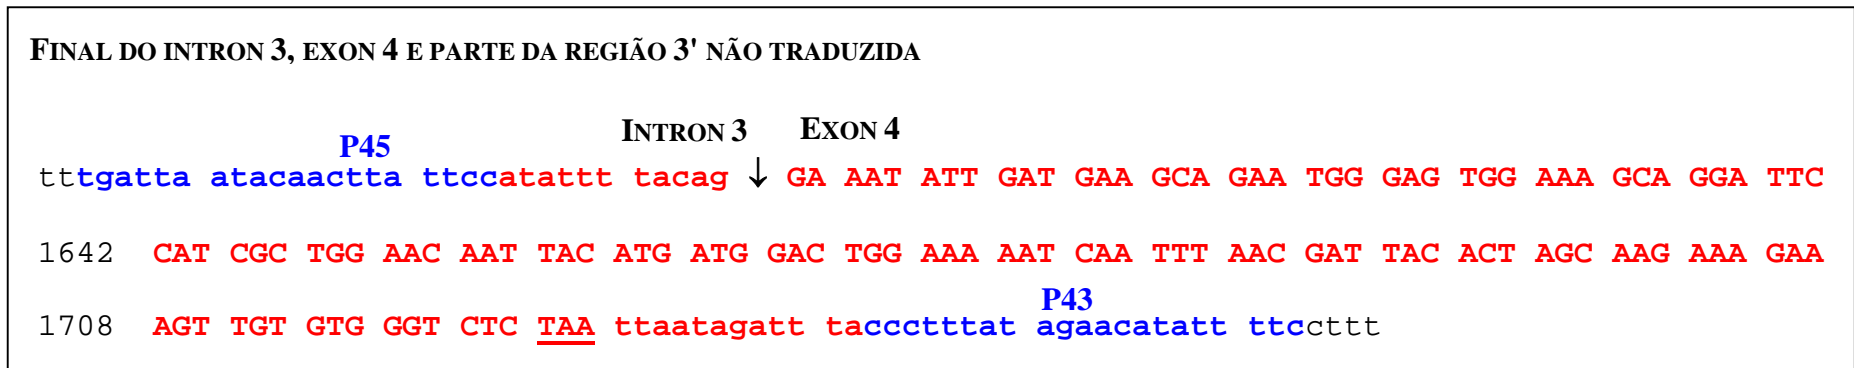 FINAL DO INTRON 3, EXON 4 E PARTE DA REGIÃO 3' NÃO TRADUZIDA
P45 INTRON 3 EXON 4
tttgatta atacaactta ttccatattt tacag ↓ GA AAT ATT GAT GAA GCA GAA TGG GAG TGG AAA GCA GGA TTC
1642 CAT CGC TGG AAC AAT TAC ATG ATG GAC TGG AAA AAT CAA TTT AAC GAT TAC ACT AGC AAG AAA GAA
P43
1708 AGT TGT GTG GGT CTC TAA ttaatagatt taccctttat agaacatatt ttcccttt